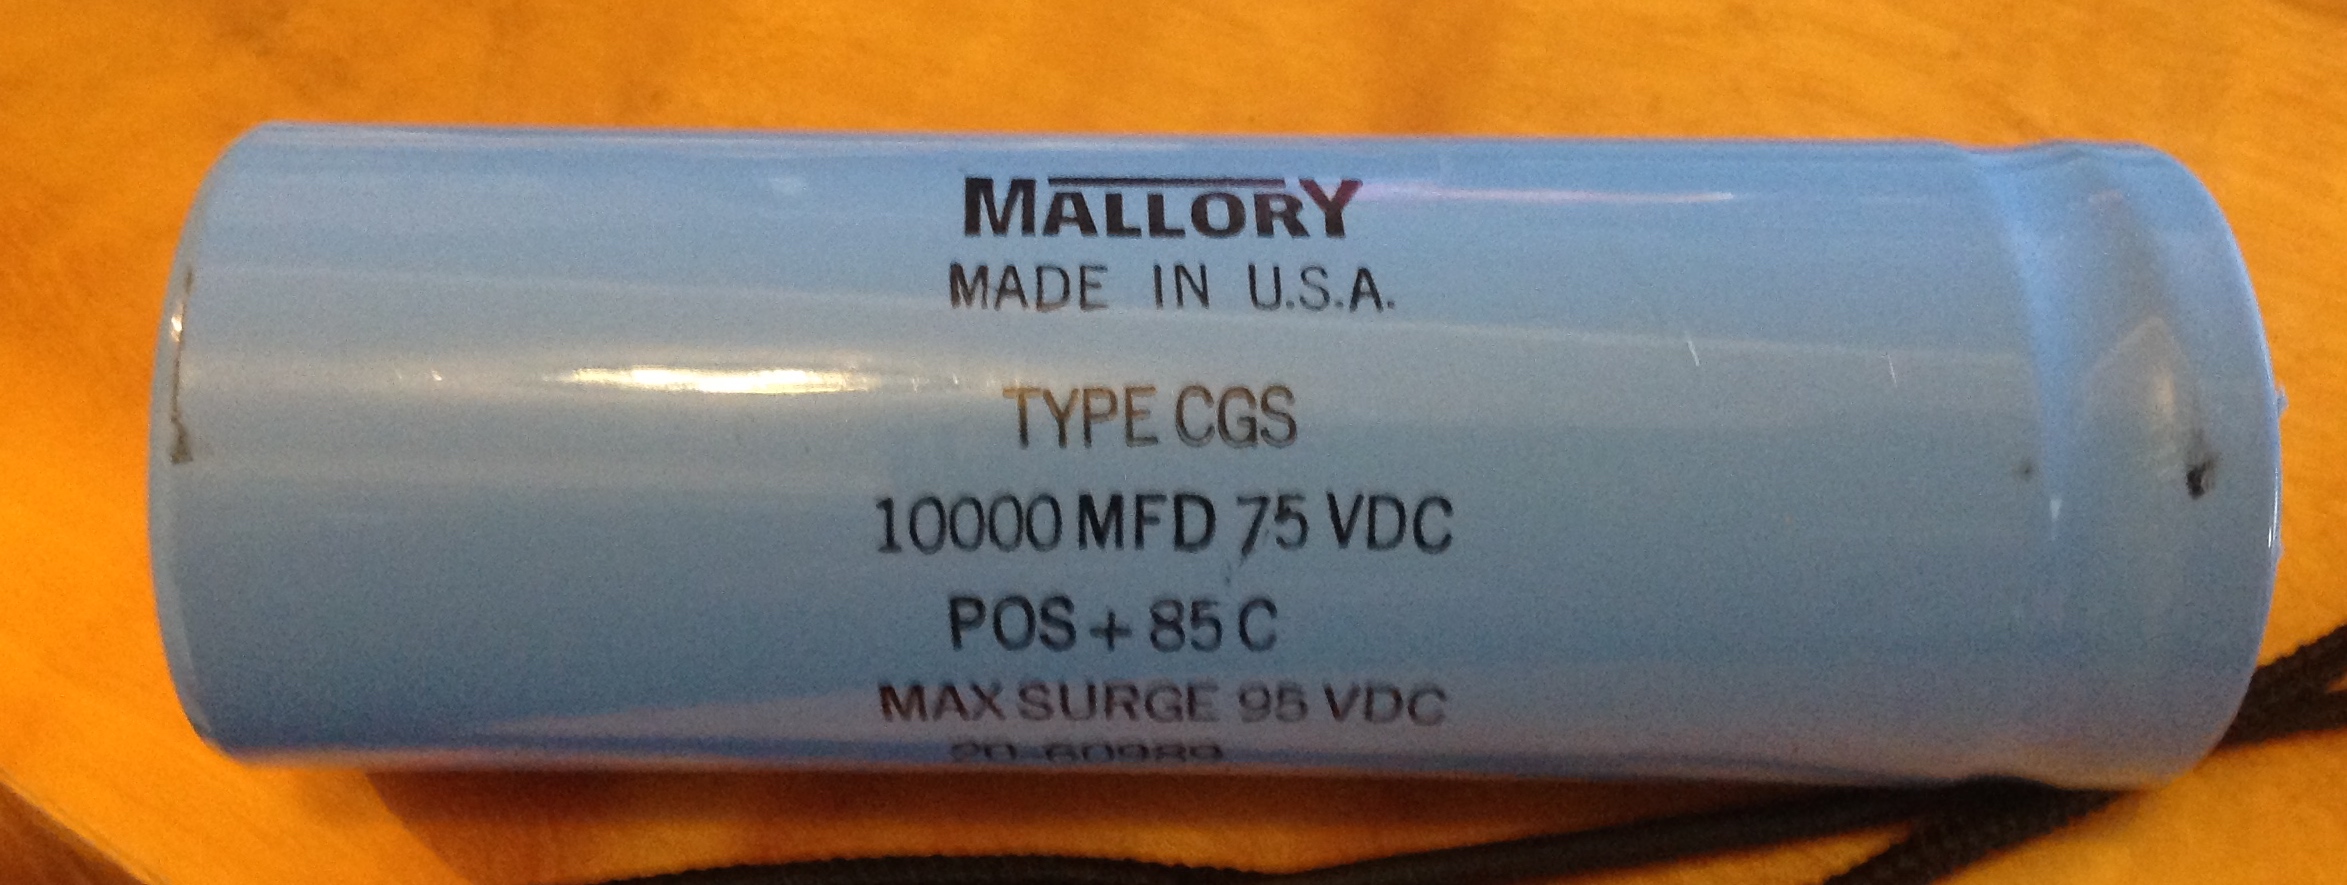 MALLORY
MADE IN U.S.A.
TYPE CGS
10000 MFD 75 VDC
POS + 85 C
MAX SURGE 95 VDC